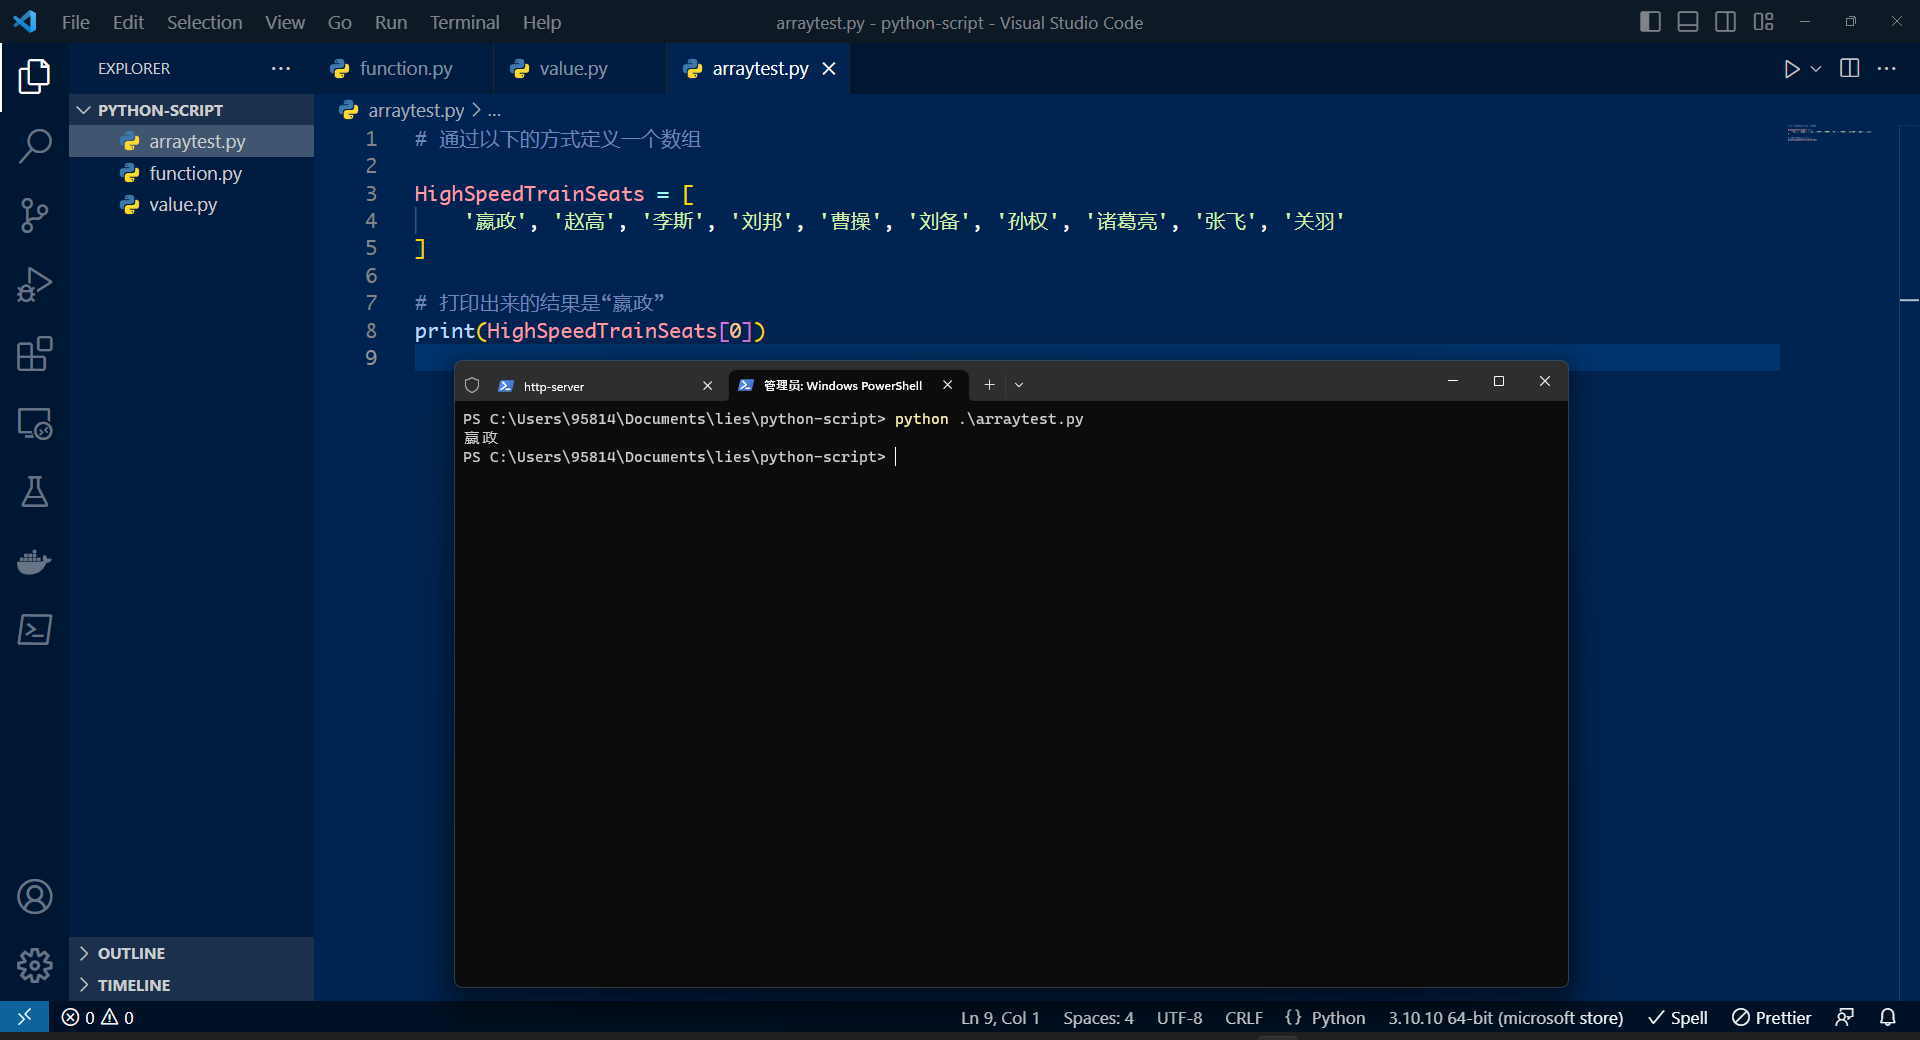 File Edit Selection View Go Run Terminal Help
arraytest.py - python-script - Visual Studio Code
EXPLORER
PYTHON-SCRIPT
arraytest.py
function.py
value.py
OUTLINE
TIMELINE
function.py value.py arraytest.py
arraytest.py > ...
1 # 通过以下的方式定义一个数组
2
3 HighSpeedTrainSeats = [
4 '嬴政', '赵高', '李斯', '刘邦', '曹操', '刘备', '孙权', '诸葛亮', '张飞', '关羽'
5 ]
6
7 # 打印出来的结果是“嬴政”
8 print(HighSpeedTrainSeats[0])
9
http-server 管理员: Windows PowerShell
PS C:\Users\95814\Documents\lies\python-script> python .\arraytest.py
嬴政
PS C:\Users\95814\Documents\lies\python-script>
0 0 Ln 9, Col 1 Spaces: 4 UTF-8 CRLF {} Python 3.10.10 64-bit (microsoft store) Spell Prettier